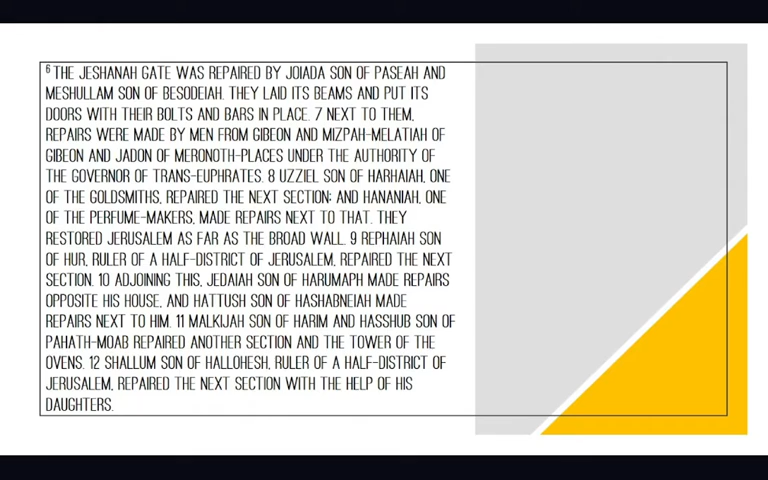 6 THE JESHANAH GATE WAS REPAIRED BY JOIADA SON OF PASEAH AND
MESHULLAM SON OF BESODEIAH. THEY LAID ITS BEAMS AND PUT ITS
DOORS WITH THEIR BOLTS AND BARS IN PLACE. 7 NEXT TO THEM,
REPAIRS WERE MADE BY MEN FROM GIBEON AND MIZPAH-MELATIAH OF
GIBEON AND JADON OF MERONOTH-PLACES UNDER THE AUTHORITY OF
THE GOVERNOR OF TRANS-EUPHRATES. 8 UZZIEL SON OF HARHAIAH, ONE
OF THE GOLDSMITHS, REPAIRED THE NEXT SECTION; AND HANANIAH, ONE
OF THE PERFUME-MAKERS, MADE REPAIRS NEXT TO THAT. THEY
RESTORED JERUSALEM AS FAR AS THE BROAD WALL. 9 REPHAIAH SON
OF HUR, RULER OF A HALF-DISTRICT OF JERUSALEM, REPAIRED THE NEXT
SECTION. 10 ADJOINING THIS, JEDAIAH SON OF HARUMAPH MADE REPAIRS
OPPOSITE HIS HOUSE, AND HATTUSH SON OF HASHABNEIAH MADE
REPAIRS NEXT TO HIM. 11 MALKIJAH SON OF HARIM AND HASSHUB SON OF
PAHATH-MOAB REPAIRED ANOTHER SECTION AND THE TOWER OF THE
OVENS. 12 SHALLUM SON OF HALLOHESH, RULER OF A HALF-DISTRICT OF
JERUSALEM, REPAIRED THE NEXT SECTION WITH THE HELP OF HIS
DAUGHTERS.